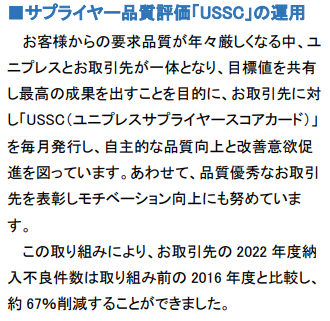 ■サプライヤー品質評価「USSC」の運用
お客様からの要求品質が年々厳しくなる中、ユ
ニプレスとお取引先が一体となり、目標値を共有
し最高の成果を出すことを目的に、お取引先に対
し「USSC（ユニプレスサプライヤースコアカード）」
を毎月発行し、自主的な品質向上と改善意欲促
進を図っています。あわせて、品質優秀なお取引
先を表彰しモチベーション向上にも努めていま
す。
この取り組みにより、お取引先の 2022 年度納
入不良件数は取り組み前の 2016 年度と比較し、
約 67％削減することができました。